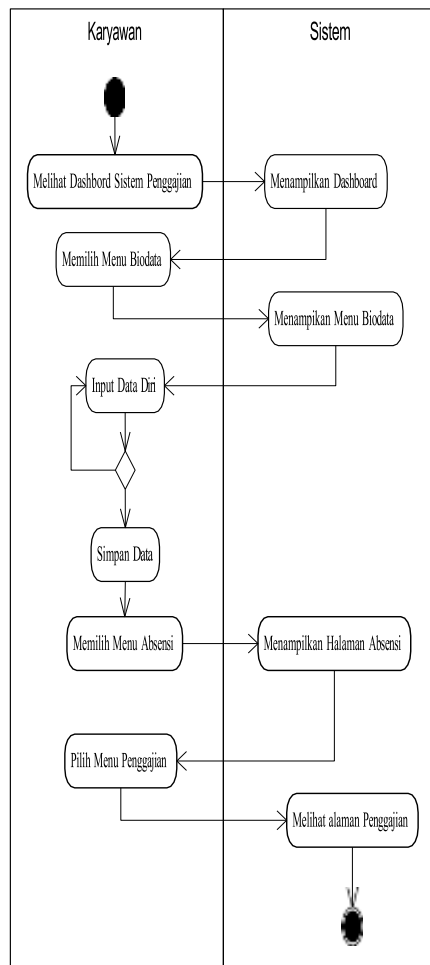 Karyawan
Sistem
Melihat Dashbord Sistem Penggajian
Menampilkan Dashboard
Memilih Menu Biodata
Menampikan Menu Biodata
Input Data Diri
Simpan Data
Memilih Menu Absensi
Menampilkan Halaman Absensi
Pilih Menu Penggajian
Melihat alaman Penggajian